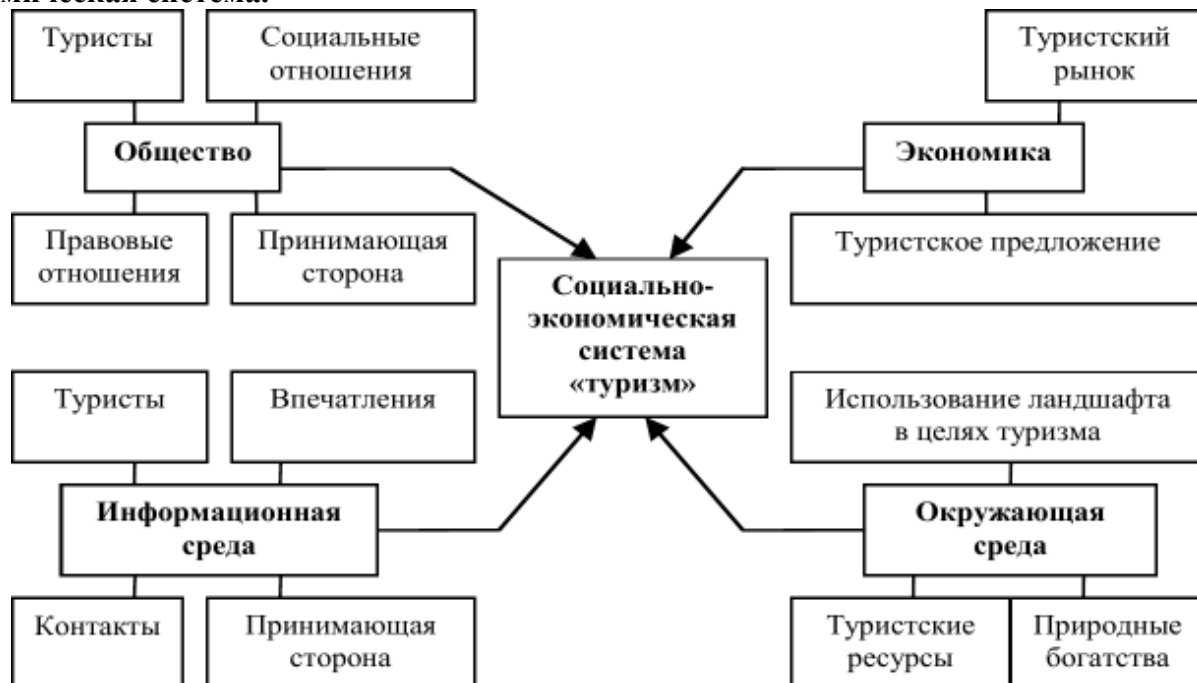 система.
Туристы
Социальные
отношения
Туристский
рынок
Общество
Экономика
Правовые
отношения
Принимающая
сторона
Туристское предложение
Социально-
экономическая
система
«туризм»
Туристы
Впечатления
Использование ландшафта
в целях туризма
Информационная
среда
Окружающая
среда
Контакты
Принимающая
сторона
Туристские
ресурсы
Природные
богатства